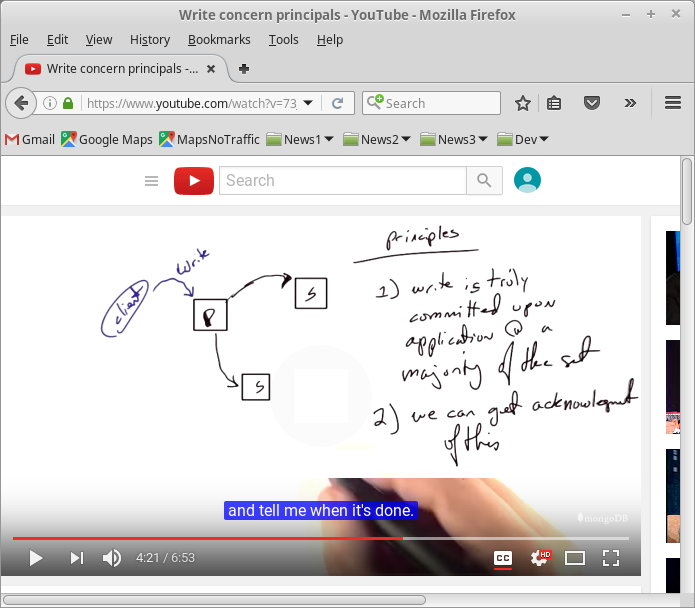 Write concern principals - YouTube - Mozilla Firefox
File Edit View History Bookmarks Tools Help
Write concern principals -...
https://www.youtube.com/watch?v=73_
Search
Gmail Google Maps MapsNoTraffic News1 News2 News3 Dev
Search
principles
write
client
P
S
S
1) write is truly
committed upon
application @ a
majority of the set
2) we can get acknowlegmet
of this
and tell me when it's done.
mongoDB
4:21 / 6:53
CC
HD